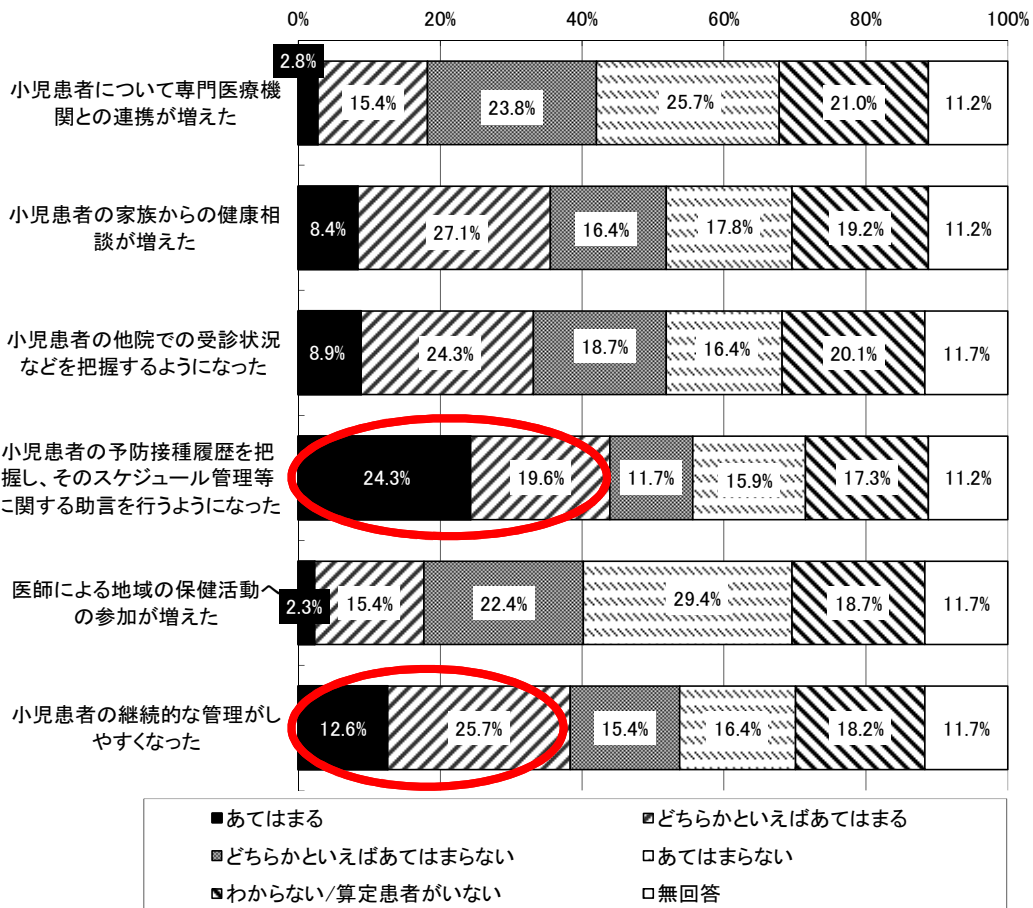 0% 20% 40% 60% 80% 100%
小児患者について専門医療機
関との連携が増えた
2.8% 15.4% 23.8% 25.7% 21.0% 11.2%
小児患者の家族からの健康相
談が増えた
8.4% 27.1% 16.4% 17.8% 19.2% 11.2%
小児患者の他院での受診状況
などを把握するようになった
8.9% 24.3% 18.7% 16.4% 20.1% 11.7%
小児患者の予防接種履歴を把
握し、そのスケジュール管理等
に関する助言を行うようになった
24.3% 19.6% 11.7% 15.9% 17.3% 11.2%
医師による地域の保健活動へ
の参加が増えた
2.3% 15.4% 22.4% 29.4% 18.7% 11.7%
小児患者の継続的な管理がし
やすくなった
12.6% 25.7% 15.4% 16.4% 18.2% 11.7%
あてはまる どちらかといえばあてはまる
どちらかといえばあてはまらない あてはまらない
わからない/算定患者がいない 無回答